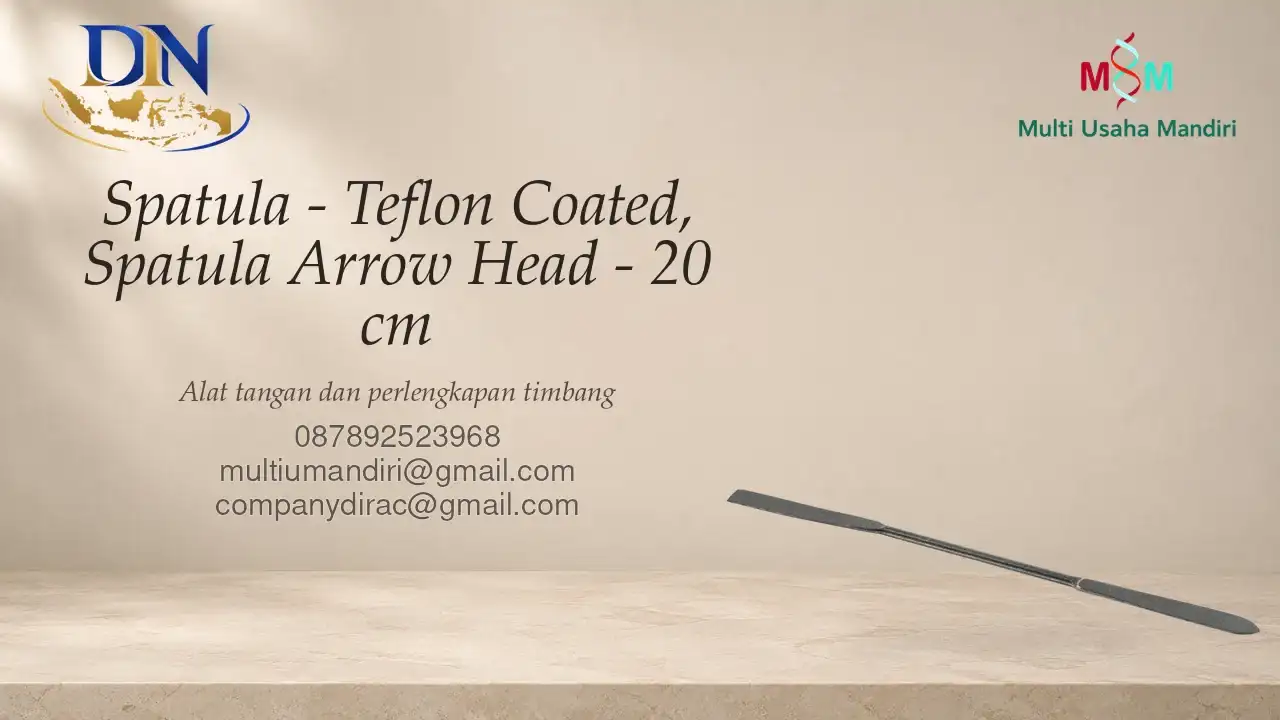 DN
M M
Multi Usaha Mandiri
Spatula - Teflon Coated,
Spatula Arrow Head - 20
cm
Alat tangan dan perlengkapan timbang
087892523968
multiumandiri@gmail.com
companydirac@gmail.com